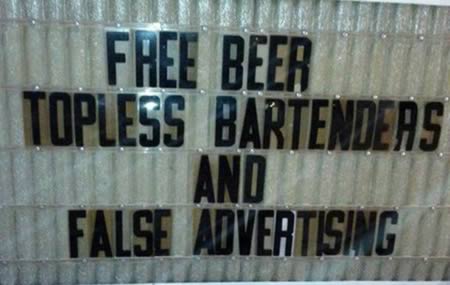 FREE BEER
TOPLESS BARTENDERS
AND
FALSE ADVERTISING